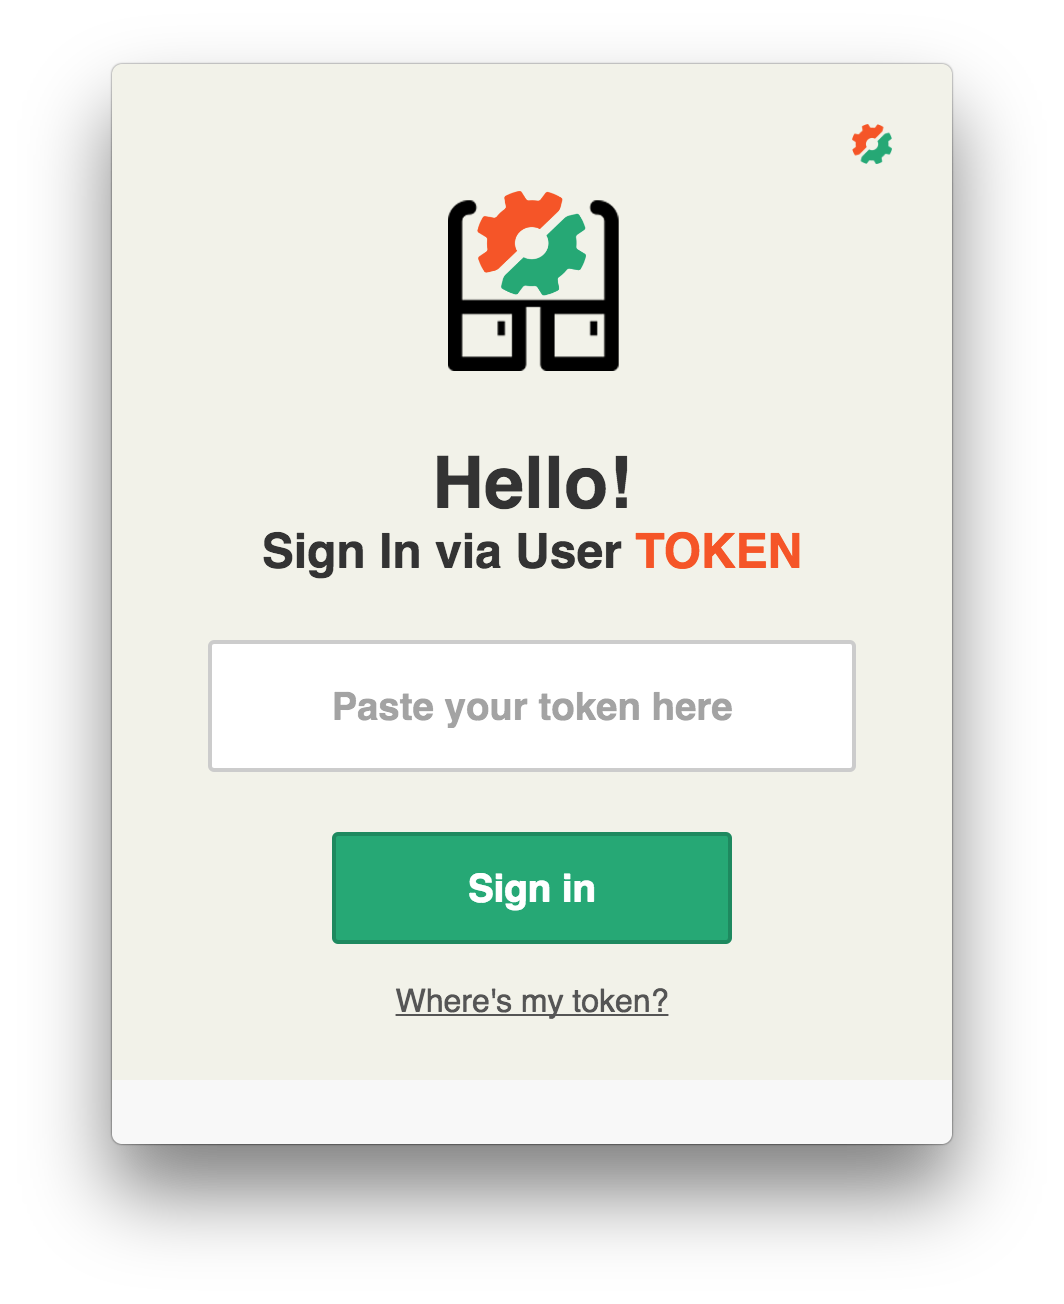 Hello!
Sign In via User TOKEN
Paste your token here
Sign in
Where's my token?